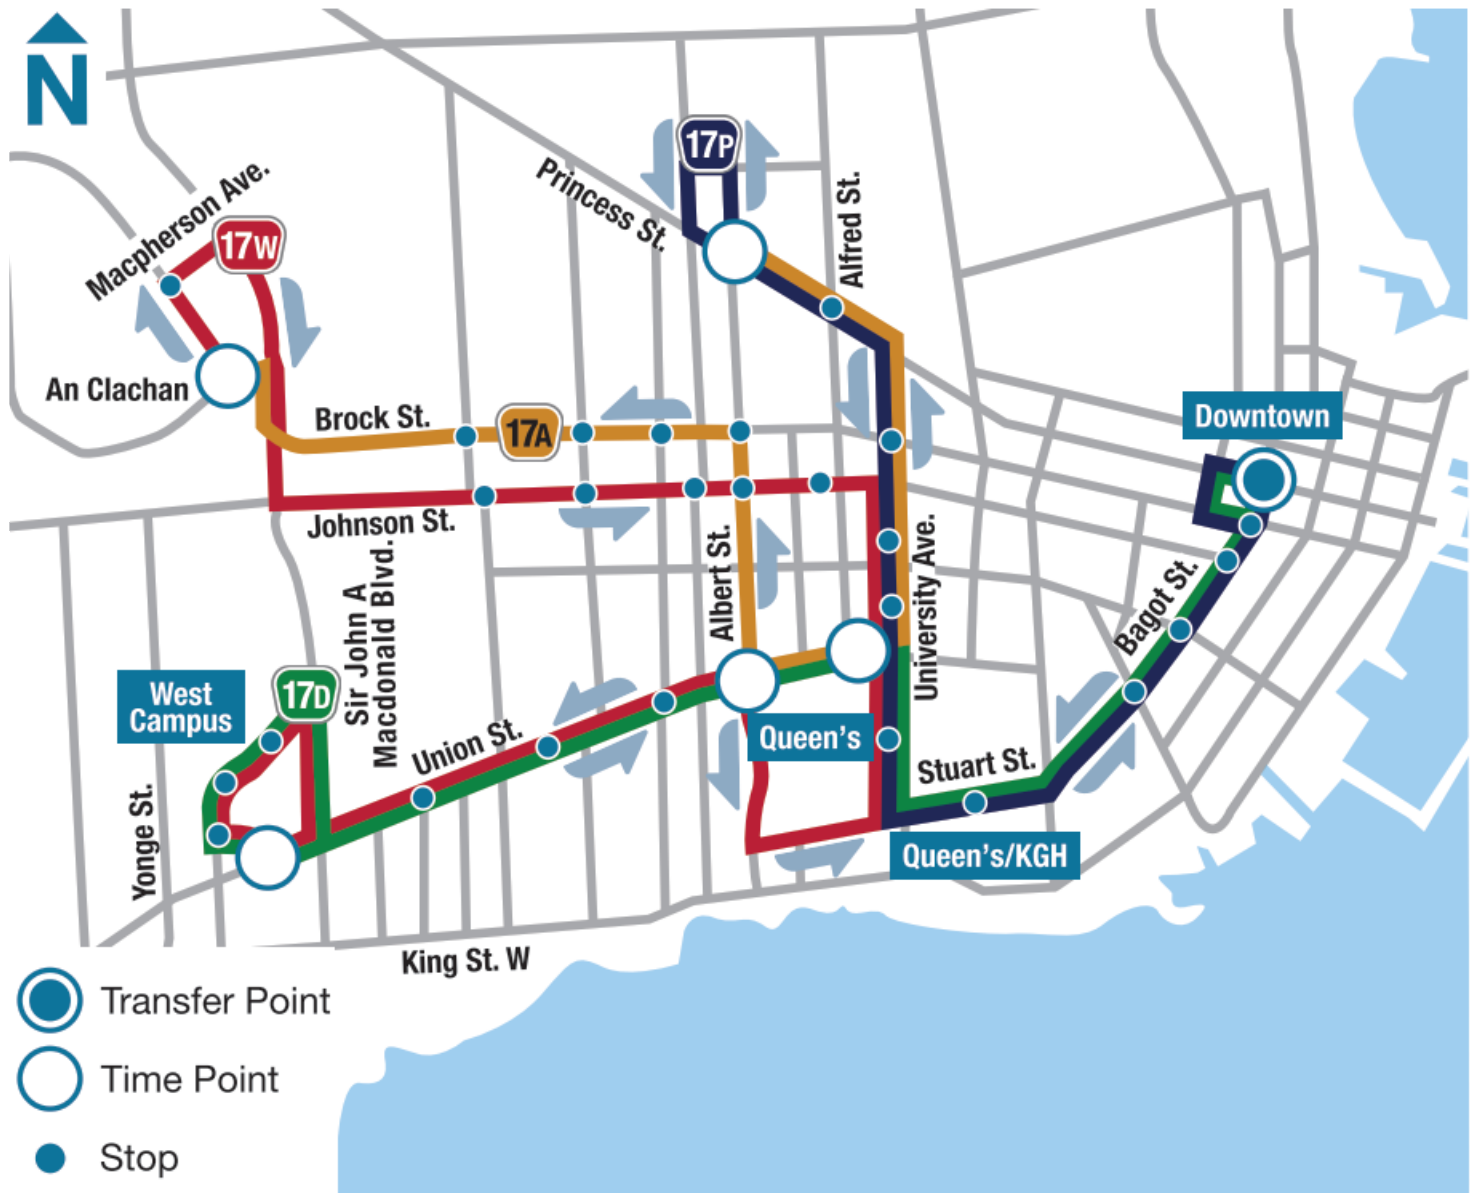 N
Macpherson Ave.
17W
17P
Princess St.
Alfred St.
An Clachan
Brock St.
17A
Downtown
Johnson St.
Sir John A
Macdonald Blvd.
Albert St.
University Ave.
Bagot St.
West
Campus
17D
Union St.
Queen's
Stuart St.
Yonge St.
Queen's/KGH
King St. W
Transfer Point
Time Point
Stop